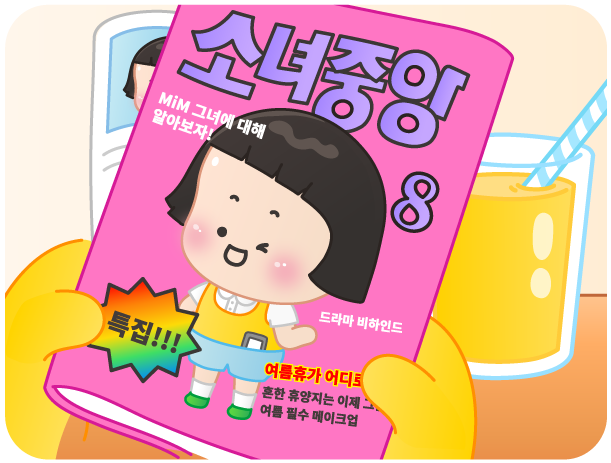 소녀중앙
MiM 그녀에 대해
알아보자!
8
드라마 비하인드
특집!!!
여름휴가 어디로
흔한 휴양지는 이제
여름 필수 메이크업